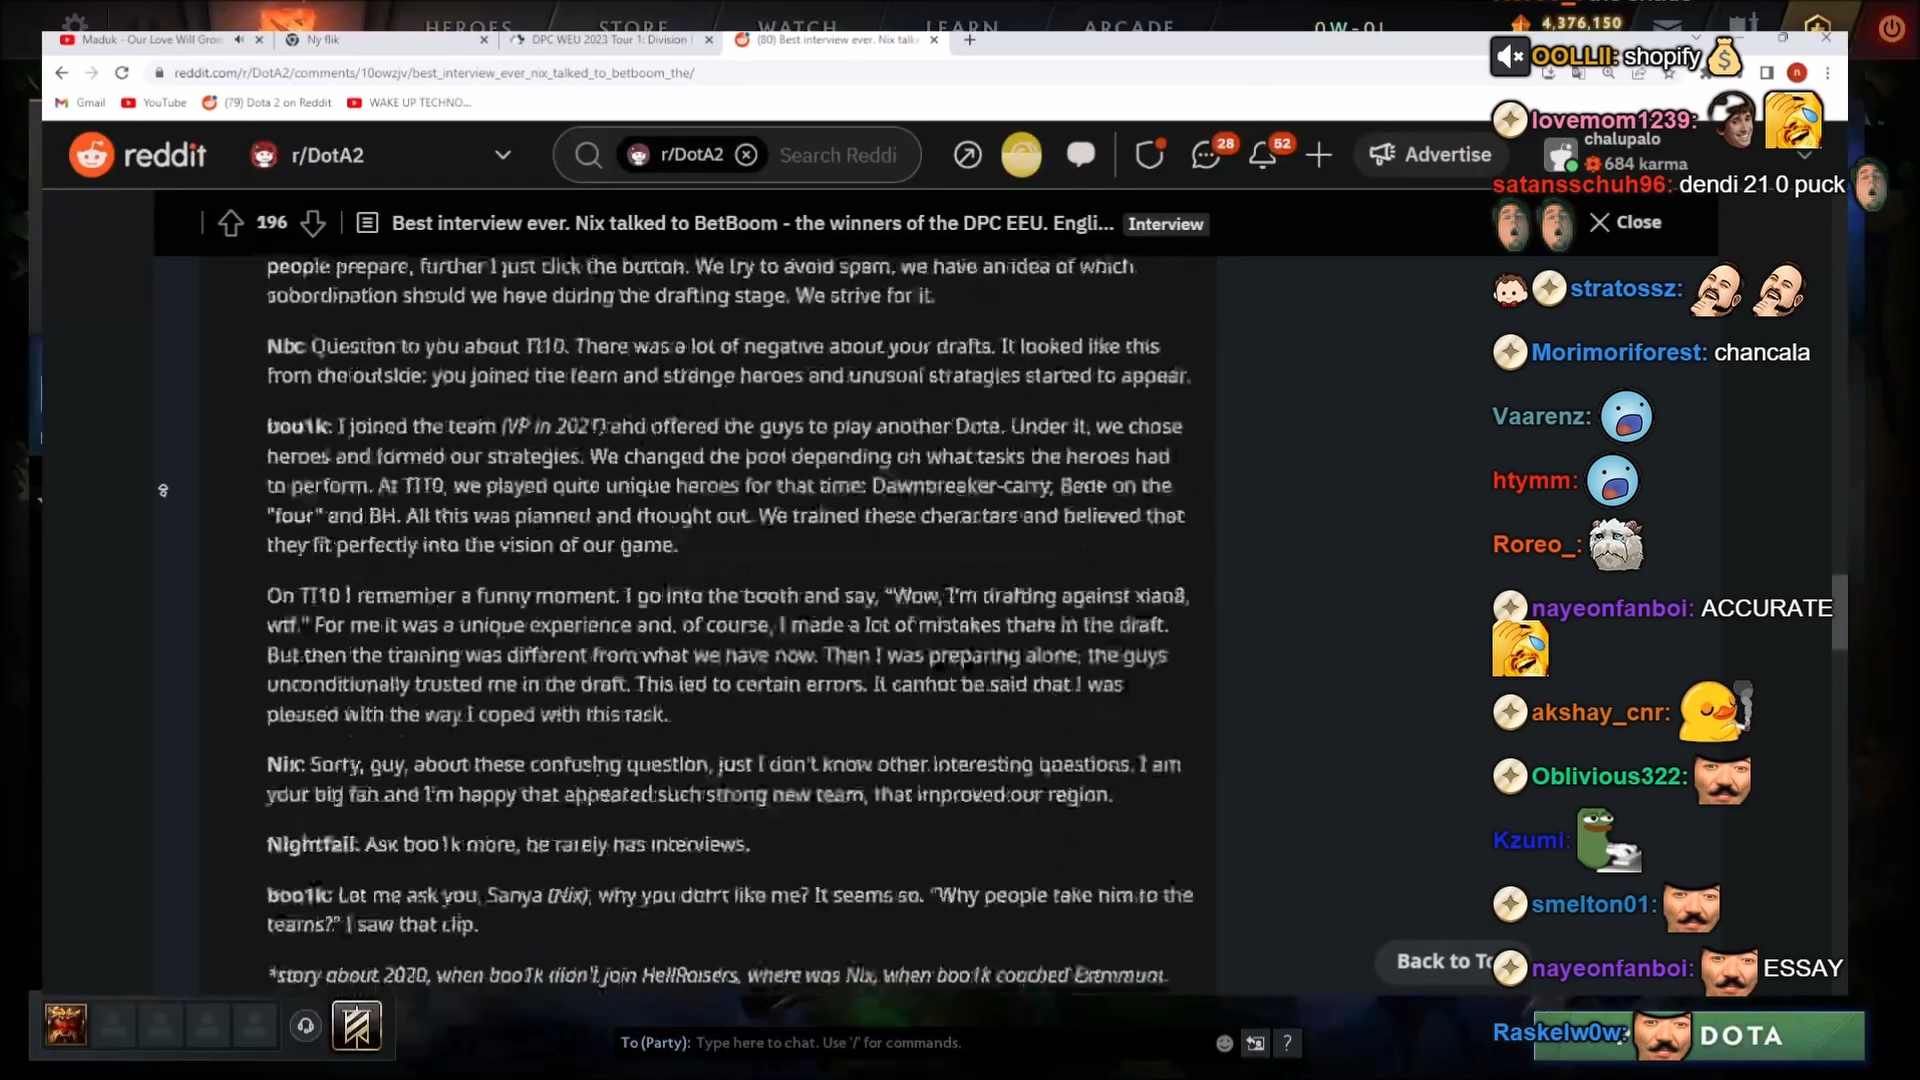 HEROES STORE WATCH LEARN ARCADE 0W-0L 4,376,150
Maduk - Our Love Will Grow
Ny flik
DPC WEU 2023 Tour 1: Division
(80) Best interview ever. Nix talk
reddit.com/r/DotA2/comments/10owzjv/best_interview_ever_nix_talked_to_betboom_the/
Gmail YouTube (79) Dota 2 on Reddit WAKE UP TECHNO...
reddit r/DotA2 r/DotA2 Search Reddi 28 52 Advertise
chalupalo
684 karma
196 Best interview ever. Nix talked to BetBoom - the winners of the DPC EEU. Engli... Interview Close
people prepare, further I just click the button. We try to avoid spam, we have an idea of which
subordination should we have during the drafting stage. We strive for it.
Nix: Question to you about TI10. There was a lot of negative about your drafts. It looked like this
from the outside: you joined the team and strange heroes and unusual strategies started to appear.
boo1k: I joined the team (VP in 2021) and offered the guys to play another Dota. Under it, we chose
heroes and formed our strategies. We changed the pool depending on what tasks the heroes had
to perform. At TI10, we played quite unique heroes for that time: Dawnbreaker-carry, Bane on the
"four" and BH. All this was planned and thought out. We trained these characters and believed that
they fit perfectly into the vision of our game.
On TI10 I remember a funny moment. I go into the booth and say, “Wow, I'm drafting against xiao8,
wtf." For me it was a unique experience and, of course, I made a lot of mistakes there in the draft.
But then the training was different from what we have now. Then I was preparing alone, the guys
unconditionally trusted me in the draft. This led to certain errors. It cannot be said that I was
pleased with the way I coped with this task.
Nix: Sorry, guy, about these confusing question, just I don't know other interesting questions. I am
your big fan and I'm happy that appeared such strong new team, that improved our region.
Nightfall. Ask boo1k more, he rarely has interviews.
boo1k: Let me ask you, Sanya (Nix), why you don't like me? It seems so. “Why people take him to the
teams?” I saw that clip.
*story about 2020, when boo1k didn't join HellRaisers, where was Nix, when boo1k coached Extremum.
Back to To
OOLLII: shopify
lovemom1239:
satansschuh96: dendi 21 0 puck
stratossz:
Morimoriforest: chancala
Vaarenz:
htymm:
Roreo_:
nayeonfanboi: ACCURATE
akshay_cnr:
Oblivious322:
Kzumi:
smelton01:
nayeonfanboi: ESSAY
Raskelw0w:
DOTA
To (Party): Type here to chat. Use '/' for commands.
?